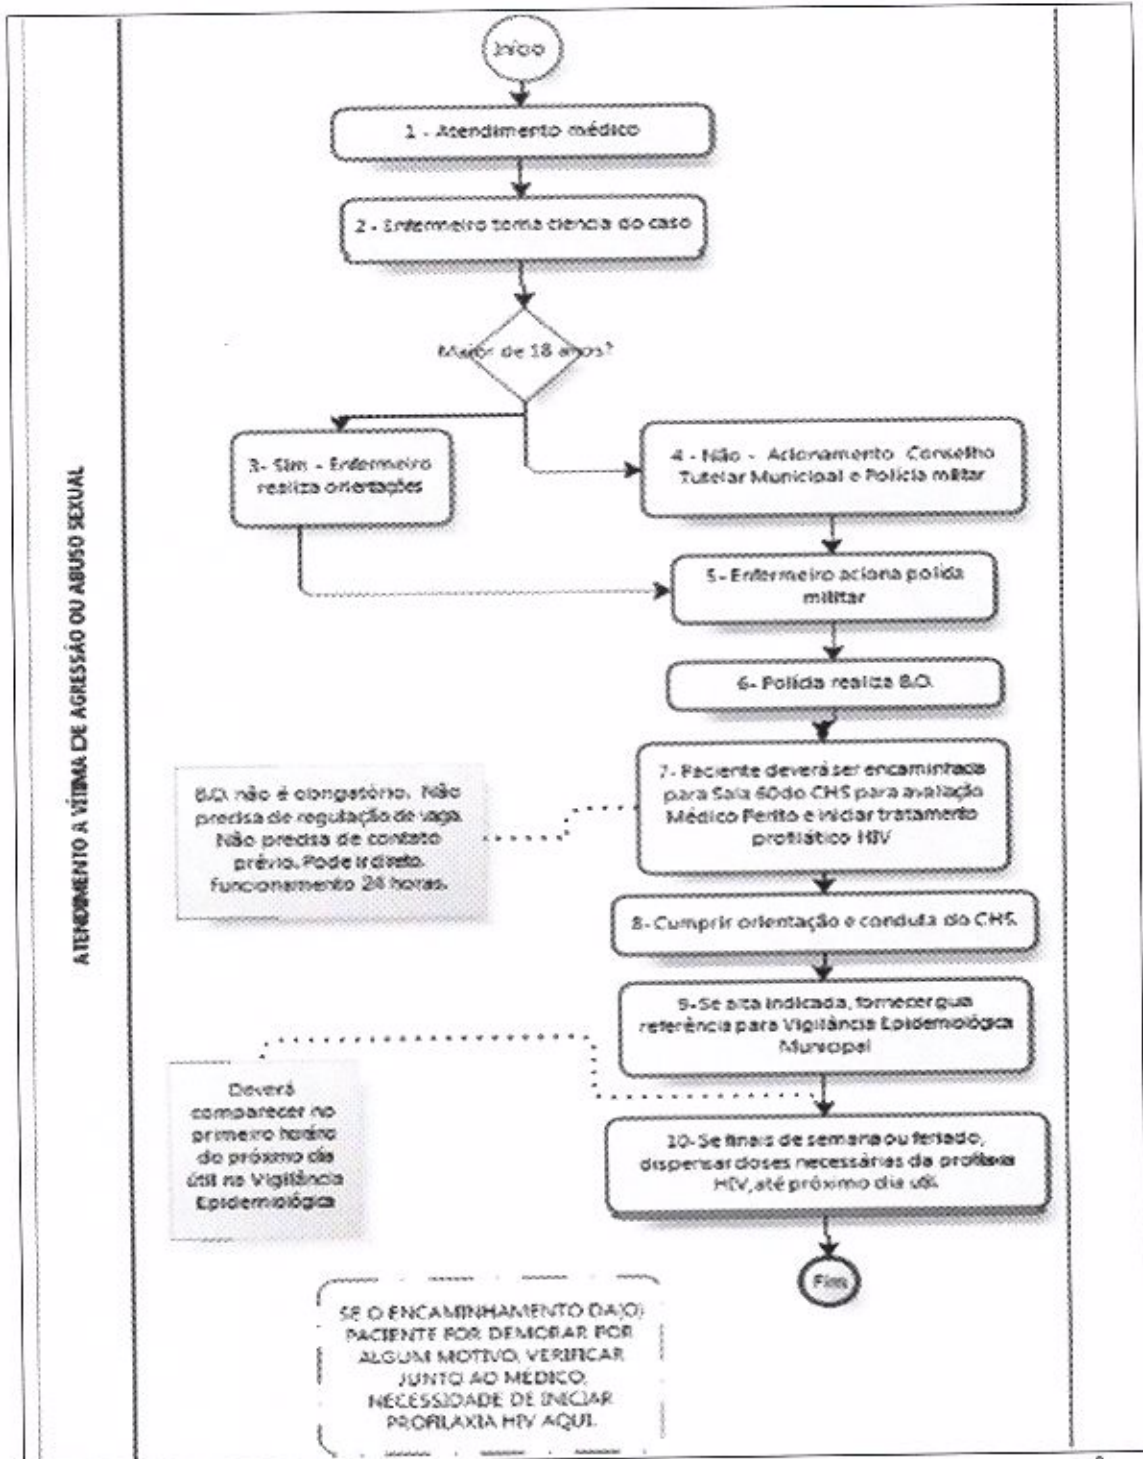 ATENDIMENTO A VÍTIMA DE AGRESSÃO OU ABUSO SEXUAL
Início
1 - Atendimento médico
2 - Enfermeiro toma ciencia do caso
Maior de 18 anos?
3- Sim - Enfermeiro
realiza orientações
4 - Não - Acionamento Conselho
Tutelar Municipal e Polícia militar
5- Enfermeiro aciona polícia
militar
6- Polícia realiza B.O.
7- Paciente deverá ser encaminhada
para Sala 60 do CHS para avaliação
Médico Perito e iniciar tratamento
profilático HIV
B.O. não é obrigatório. Não
precisa de regulação de vaga.
Não precisa de contato
prévio. Pode ir direto.
funcionamento 24 horas.
8- Cumprir orientação e conduta do CHS.
9- Se alta indicada, fornecer guia
referência para Vigilância Epidemiológica
Municipal
Deverá
comparecer no
primeiro horário
do próximo dia
útil na Vigilância
Epidemiológica
10- Se finais de semana ou feriado,
dispensar doses necessárias da profilaxia
HIV, até próximo dia util.
Fim
SE O ENCAMINHAMENTO DA(O)
PACIENTE FOR DEMORAR POR
ALGUM MOTIVO, VERIFICAR
JUNTO AO MÉDICO,
NECESSIDADE DE INICIAR
PROFILAXIA HIV AQUI.